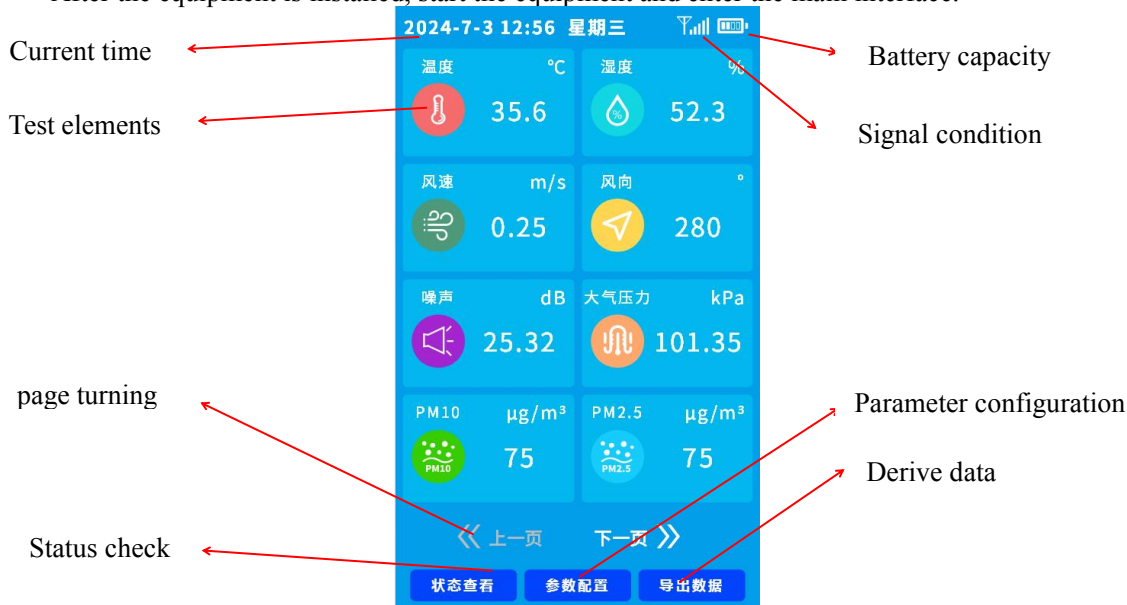 After the equipment is installed, start the equipment and enter the main interface.
Current time
Test elements
page turning
Status check
2024-7-3 12:56 星期三
温度 ℃
35.6
湿度 %
%
52.3
风速 m/s
0.25
风向 °
280
噪声 dB
25.32
大气压力 kPa
101.35
PM10 μg/m³
PM10
75
PM2.5 μg/m³
PM2.5
75
上一页
下一页
状态查看
参数配置
导出数据
Battery capacity
Signal condition
Parameter configuration
Derive data